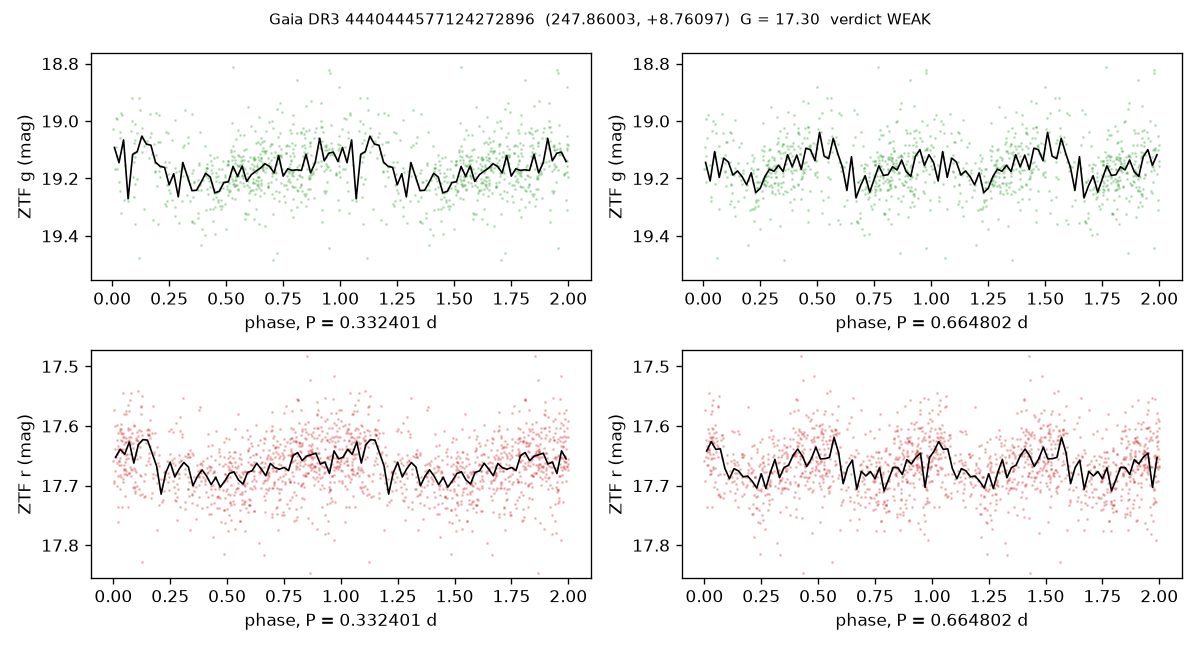 Gaia DR3 4440444577124272896 (247.86003, +8.76097) G = 17.30 verdict WEAK
ZTF g (mag)
18.8
19.0
19.2
19.4
0.00 0.25 0.50 0.75 1.00 1.25 1.50 1.75 2.00
phase, P = 0.332401 d
ZTF g (mag)
18.8
19.0
19.2
19.4
0.00 0.25 0.50 0.75 1.00 1.25 1.50 1.75 2.00
phase, P = 0.664802 d
ZTF r (mag)
17.5
17.6
17.7
17.8
0.00 0.25 0.50 0.75 1.00 1.25 1.50 1.75 2.00
phase, P = 0.332401 d
ZTF r (mag)
17.5
17.6
17.7
17.8
0.00 0.25 0.50 0.75 1.00 1.25 1.50 1.75 2.00
phase, P = 0.664802 d